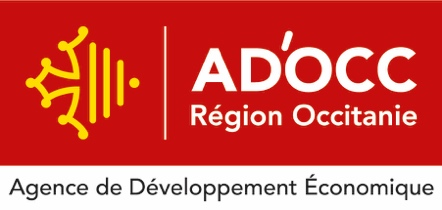 AD'OCC
Région Occitanie
Agence de Développement Économique